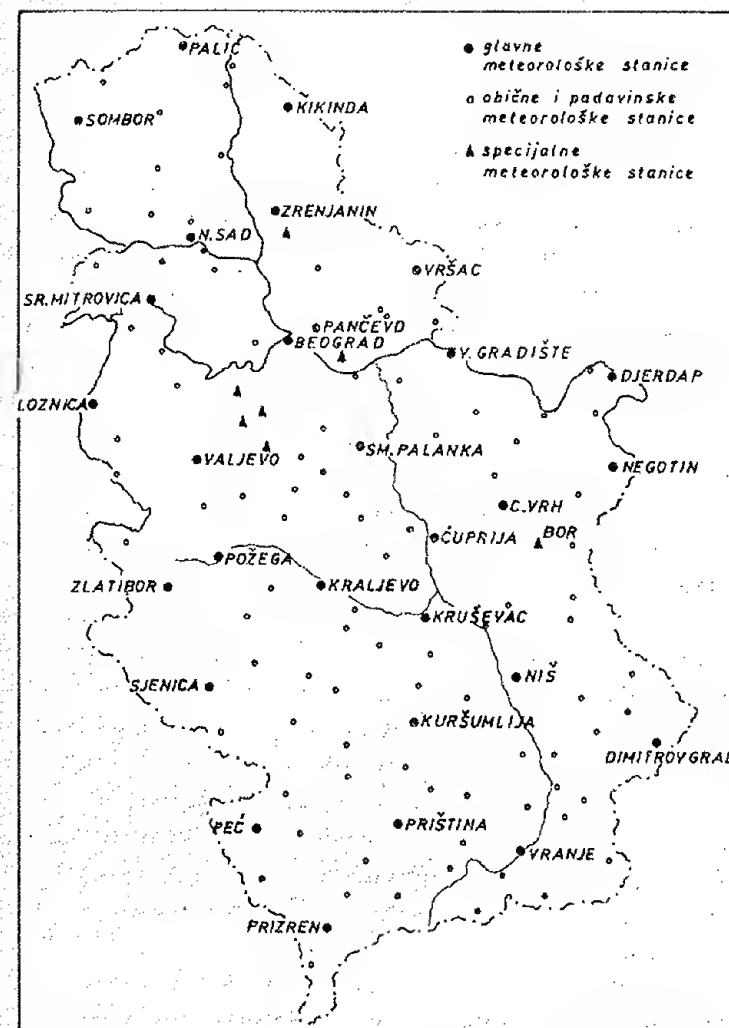 PALIĆ
glavne
meteorološke stanice
obične i padavinske
meteorološke stanice
specijalne
meteorološke stanice
KIKINDA
SOMBOR
ZRENJANIN
N.SAD
VRŠAC
SR.MITROVICA
PANČEVO
BEOGRAD
V.GRADIŠTE
DJERDAP
LOZNICA
SM.PALANKA
VALJEVO
NEGOTIN
C.VRH
BOR
ĆUPRIJA
POŽEGA
ZLATIBOR
KRALJEVO
KRUŠEVAC
NIŠ
SJENICA
KURŠUMLIJA
DIMITROVGRAD
PEĆ
PRIŠTINA
VRANJE
PRIZREN